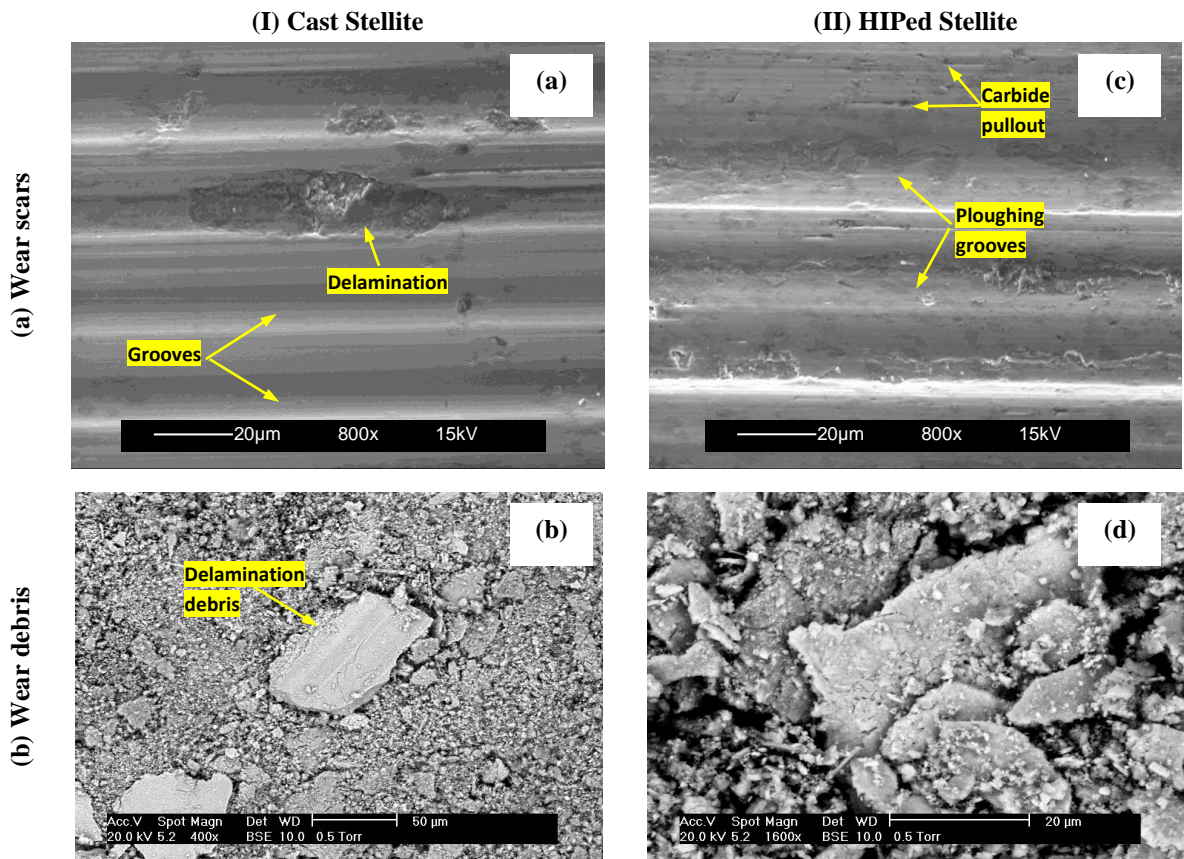 (I) Cast Stellite
(II) HIPed Stellite
(a) Wear scars
(a)
Delamination
Grooves
20µm 800x 15kV
(c)
Carbide
pullout
Ploughing
grooves
20µm 800x 15kV
(b) Wear debris
(b)
Delamination
debris
Acc.V Spot Magn Det WD 50 µm
20.0 kV 5.2 400x BSE 10.0 0.5 Torr
(d)
Acc.V Spot Magn Det WD 20 µm
20.0 kV 5.2 1600x BSE 10.0 0.5 Torr